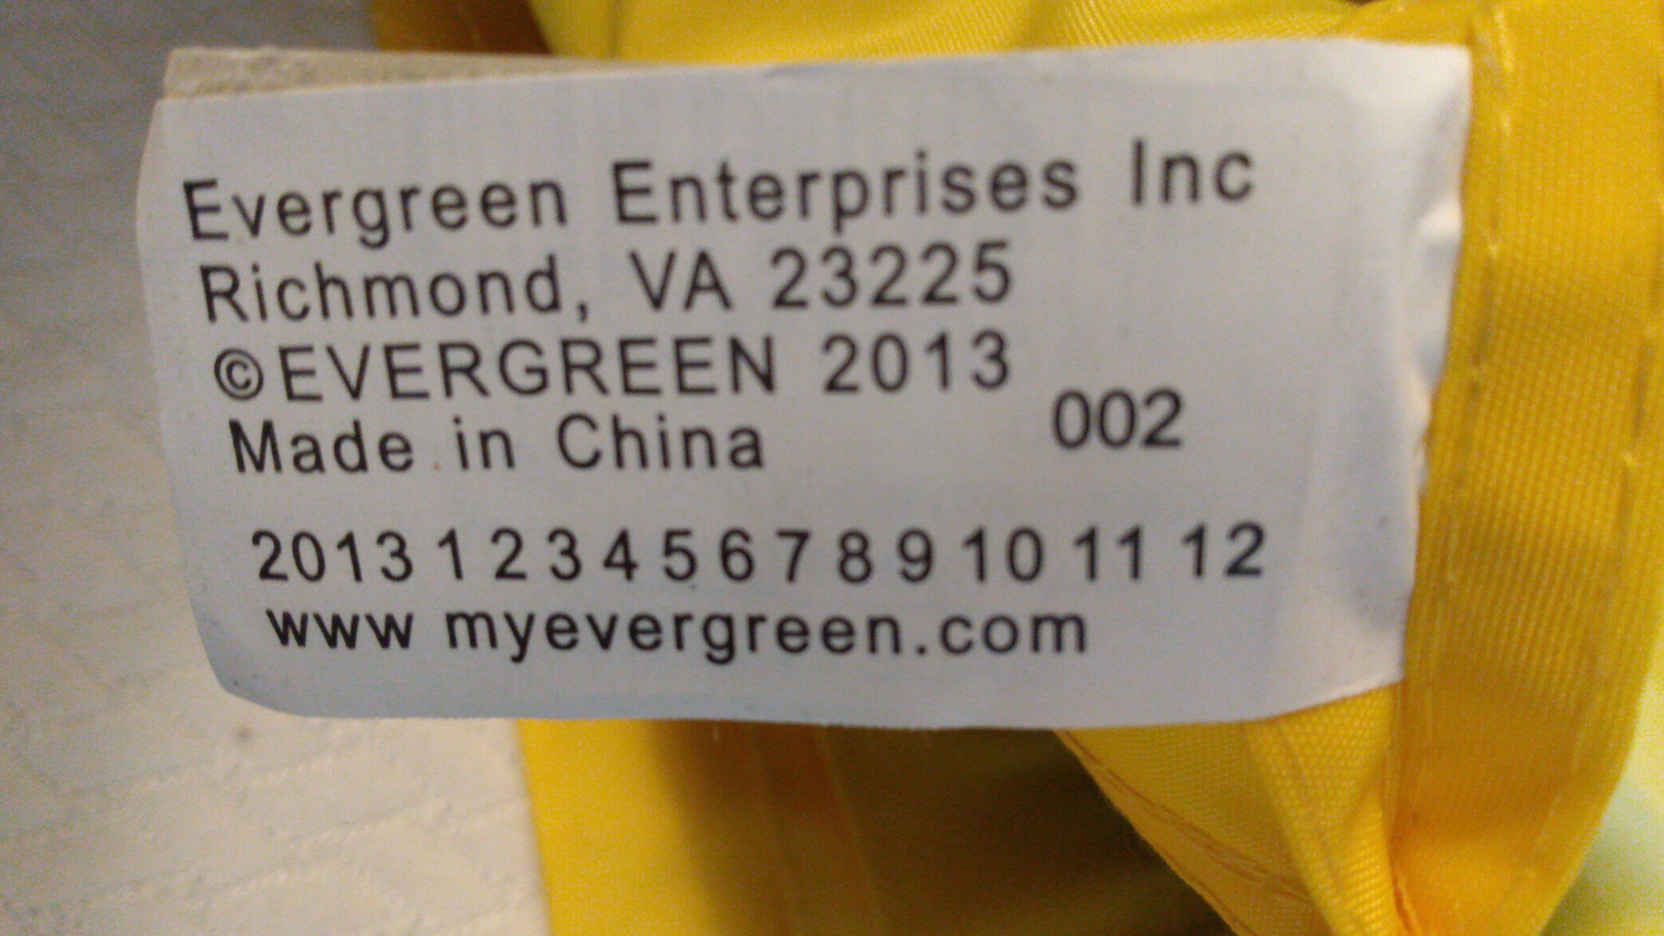 Evergreen Enterprises Inc
Richmond, VA 23225
©EVERGREEN 2013
Made in China 002
2013 1 2 3 4 5 6 7 8 9 10 11 12
www myevergreen.com